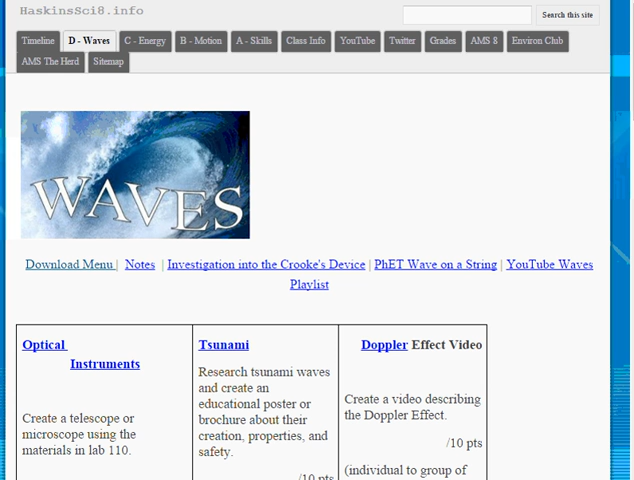 HaskinsSci8.info
Search this site
Timeline D - Waves C - Energy B - Motion A - Skills Class Info YouTube Twitter Grades AMS 8 Environ Club
AMS The Herd Sitemap
WAVES
Download Menu | Notes | Investigation into the Crooke's Device | PhET Wave on a String | YouTube Waves
Playlist
Optical
Instruments
Create a telescope or
microscope using the
materials in lab 110.
Tsunami
Research tsunami waves
and create an
educational poster or
brochure about their
creation, properties, and
safety.
/10 pts
Doppler Effect Video
Create a video describing
the Doppler Effect.
/10 pts
(individual to group of